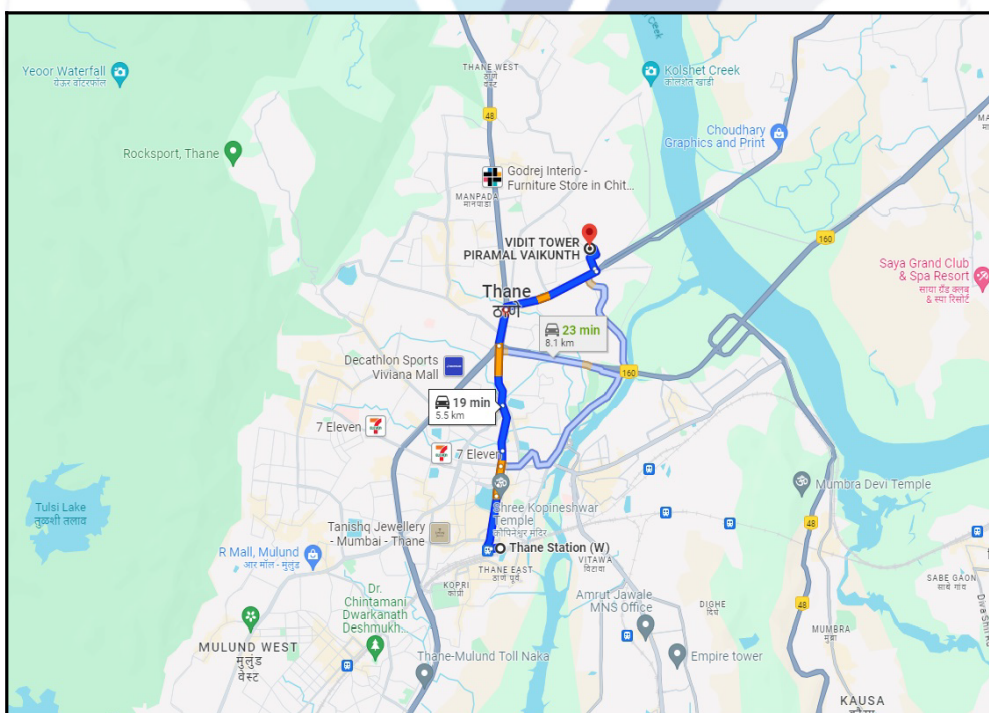 Yeoor Waterfall
येऊर वॉटरफॉल
THANE WEST
ठाणे
वेस्ट
48
Kolshet Creek
कोलशेत खाडी
Creek
Choudhary
Graphics and Print
Rocksport, Thane
Godrej Interio -
Furniture Store in Chit...
MANPADA
मानपाडा
VIDIT TOWER
PIRAMAL VAIKUNTH
160
Saya Grand Club
& Spa Resort
साया ग्रँड क्लब
& स्पा रिसॉर्ट
Thane
ठाणे
23 min
8.1 km
Decathlon Sports
Viviana Mall
160
19 min
5.5 km
7 Eleven
7 Eleven
Mumbra Devi Temple
Tulsi Lake
तुळशी तलाव
Shree Kopineshwar
Temple
कोपिनेश्वर मंदिर
Tanishq Jewellery
- Mumbai - Thane
48
R Mall, Mulund
आर मॉल - मुलुंड
Thane Station (W)
THANE EAST
ठाणे पूर्व
VITAWA
विटावा
KOPRI
कोप्री
SABE GAON
साबे गांव
Dr.
Chintamani
Dwarkanath
Deshmukh...
Amrut Jawale
MNS Office
DIGHE
दिघे
48
MULUND WEST
मुलुंड
वेस्ट
MUMBRA
मुंब्रा
Thane-Mulund Toll Naka
Empire tower
KAUSA